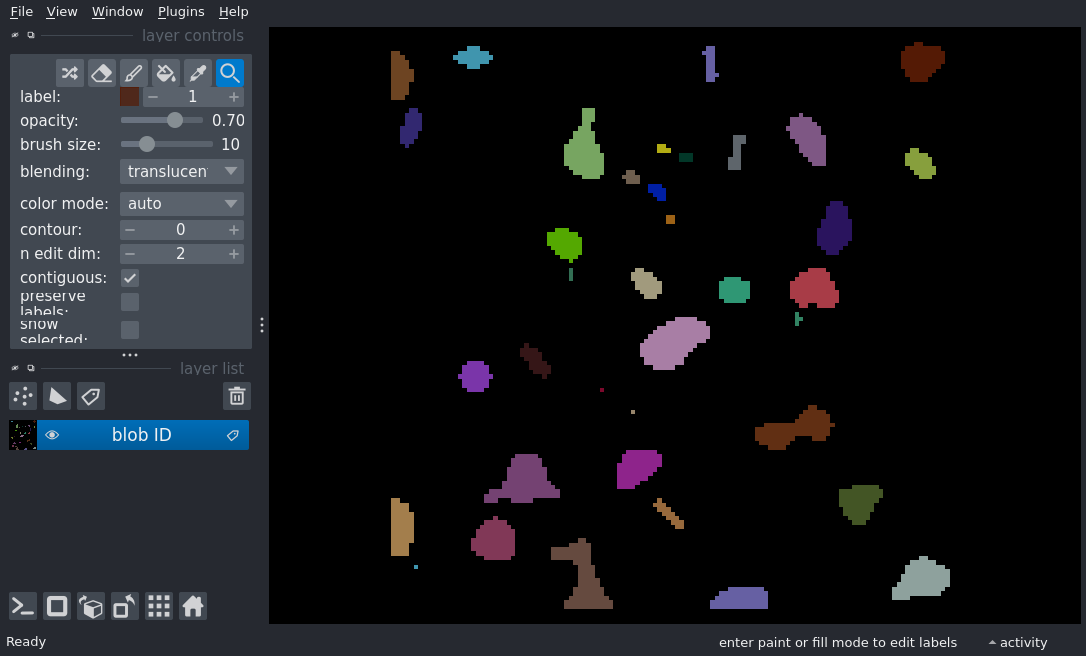 File View Window Plugins Help
layer controls
label: 1
opacity: 0.70
brush size: 10
blending: translucen
color mode: auto
contour: 0
n edit dim: 2
contiguous:
preserve
labels:
show
selected:
layer list
blob ID
Ready enter paint or fill mode to edit labels activity